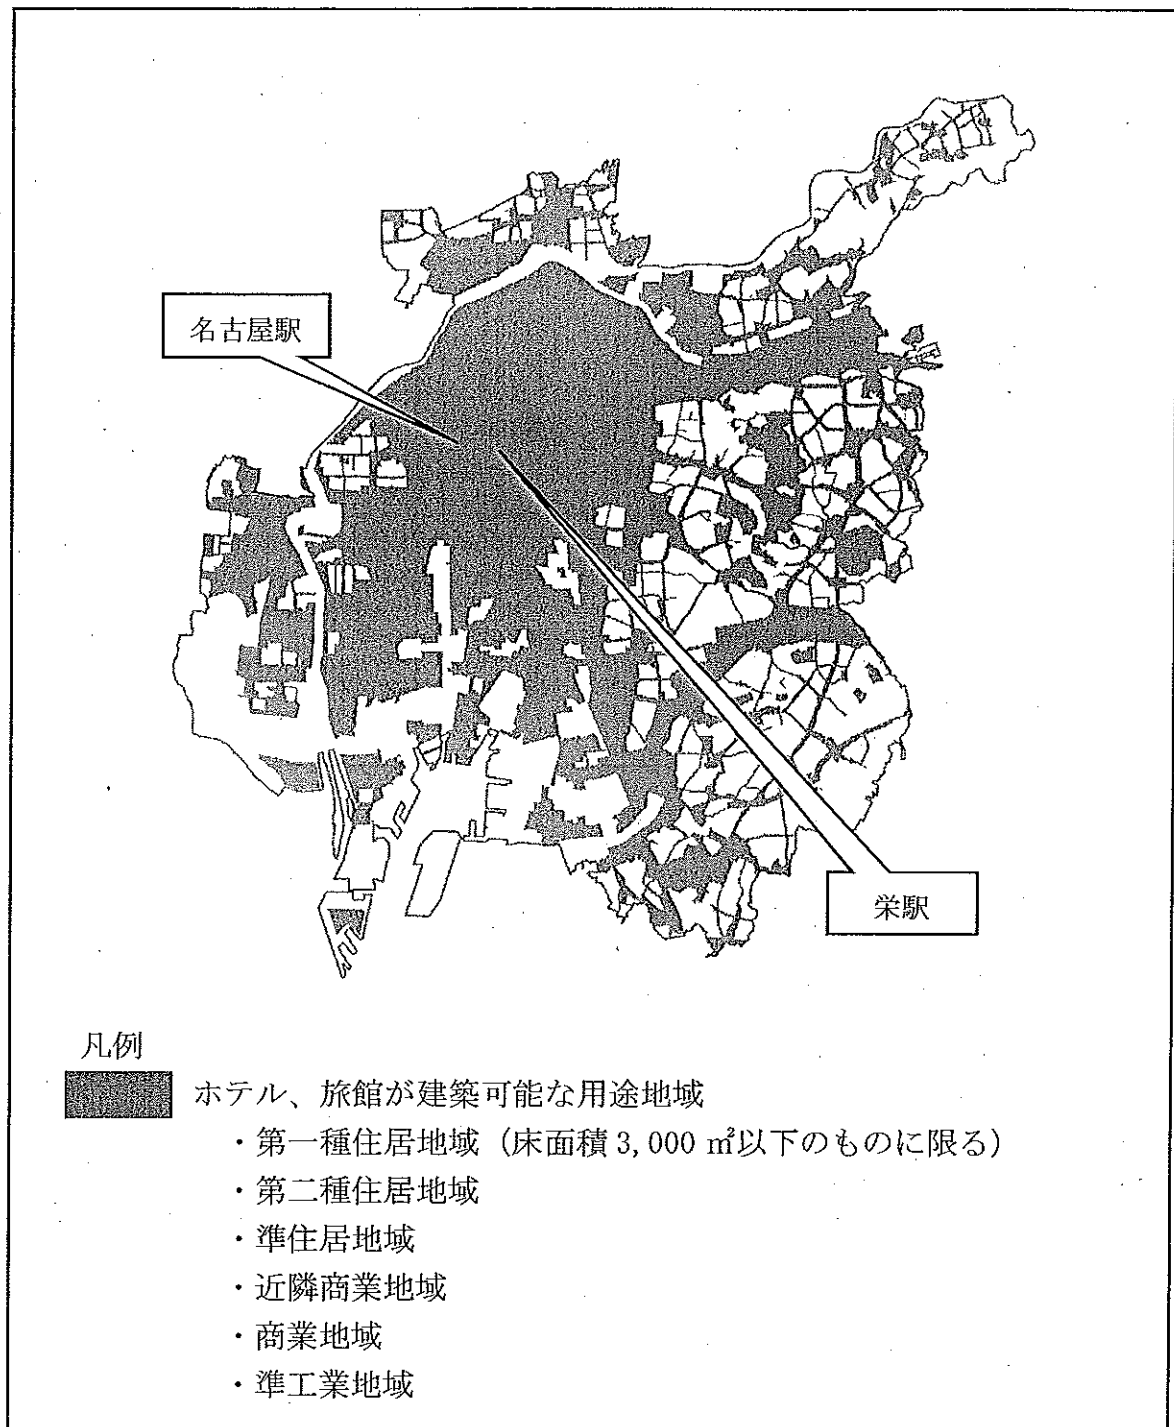 名古屋駅
栄駅
凡例
ホテル、旅館が建築可能な用途地域
・第一種住居地域（床面積 3,000 ㎡以下のものに限る）
・第二種住居地域
・準住居地域
・近隣商業地域
・商業地域
・準工業地域